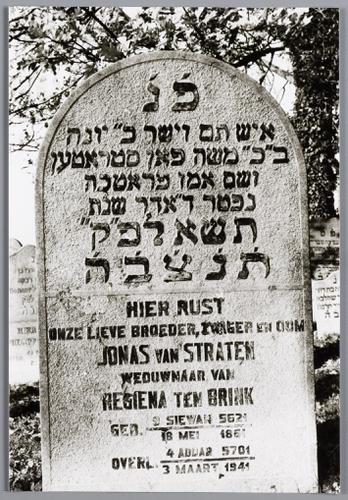 פ״נ
איש תם וישר כ״ יונה
ב״כ״ משה פאן סטראטען
ושם אמו פראטכה
נפטר ד׳אדר שנת
תשא לפ״ק״
תנצבה
HIER RUST
ONZE LIEVE BROEDER, ZWAGER EN OOM
JONAS VAN STRATEN
WEDUWNAAR VAN
REGIENA TEN BRINK
GEB. 9 SIEWAN 5621
18 MEI 1861
OVERL. 4 ADDAR 5701
3 MAART 1941